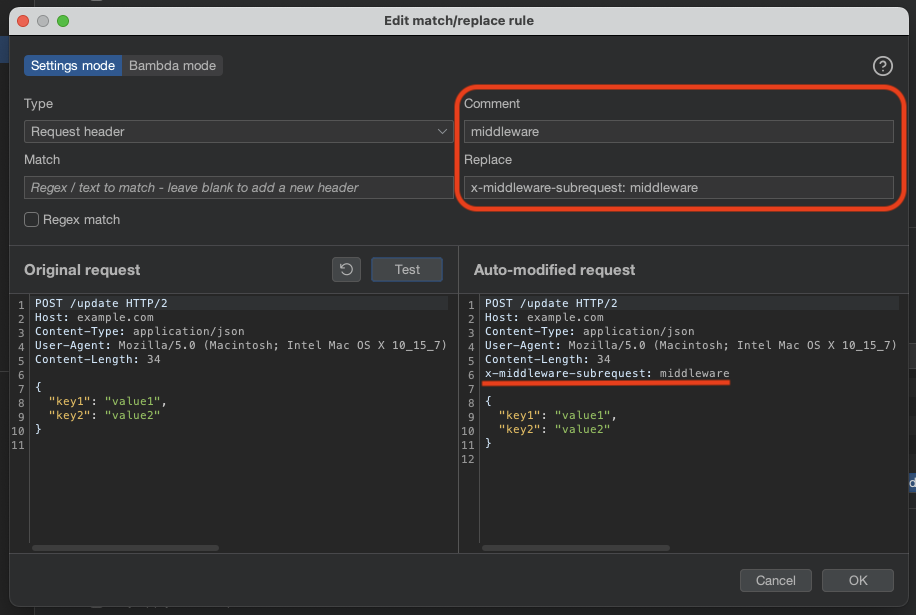 Edit match/replace rule
Settings mode
Bambda mode
?
Type
Request header
Match
Regex / text to match - leave blank to add a new header
Regex match
Comment
middleware
Replace
x-middleware-subrequest: middleware
Original request
Test
1 POST /update HTTP/2
2 Host: example.com
3 Content-Type: application/json
4 User-Agent: Mozilla/5.0 (Macintosh; Intel Mac OS X 10_15_7)
5 Content-Length: 34
6
7 {
8 "key1": "value1",
9 "key2": "value2"
10 }
11
Auto-modified request
1 POST /update HTTP/2
2 Host: example.com
3 Content-Type: application/json
4 User-Agent: Mozilla/5.0 (Macintosh; Intel Mac OS X 10_15_7)
5 Content-Length: 34
6 x-middleware-subrequest: middleware
7
8 {
9 "key1": "value1",
10 "key2": "value2"
11 }
12
Cancel
OK